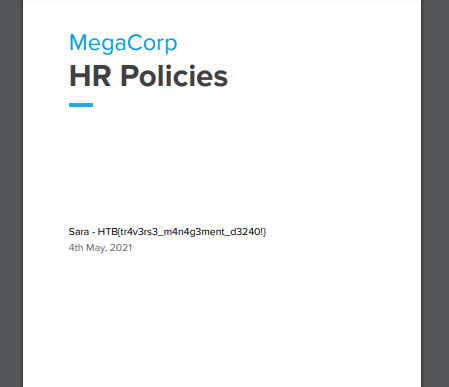 MegaCorp
HR Policies
Sara - HTB{tr4v3rs3_m4n4g3ment_d3240!}
4th May, 2021